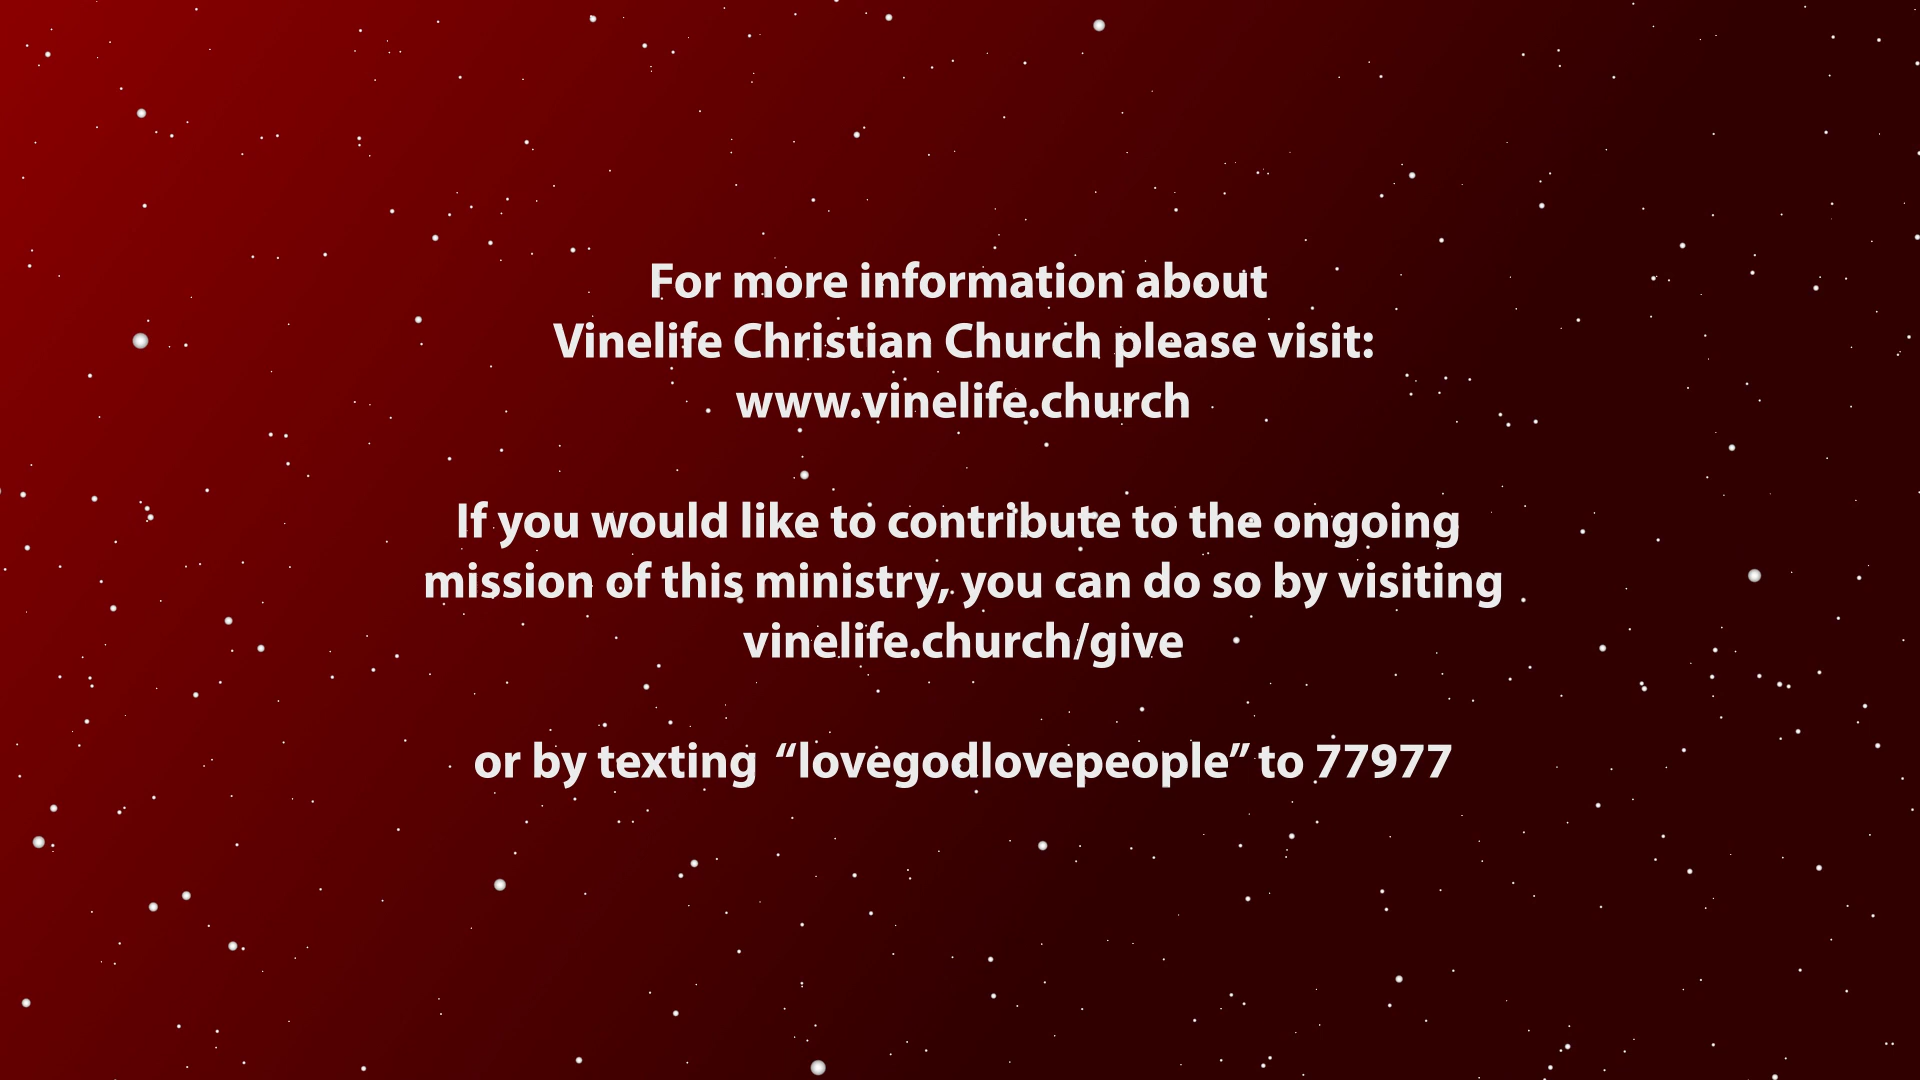 For more information about
Vinelife Christian Church please visit:
www.vinelife.church
If you would like to contribute to the ongoing
mission of this ministry, you can do so by visiting
vinelife.church/give
or by texting “lovegodlovepeople” to 77977